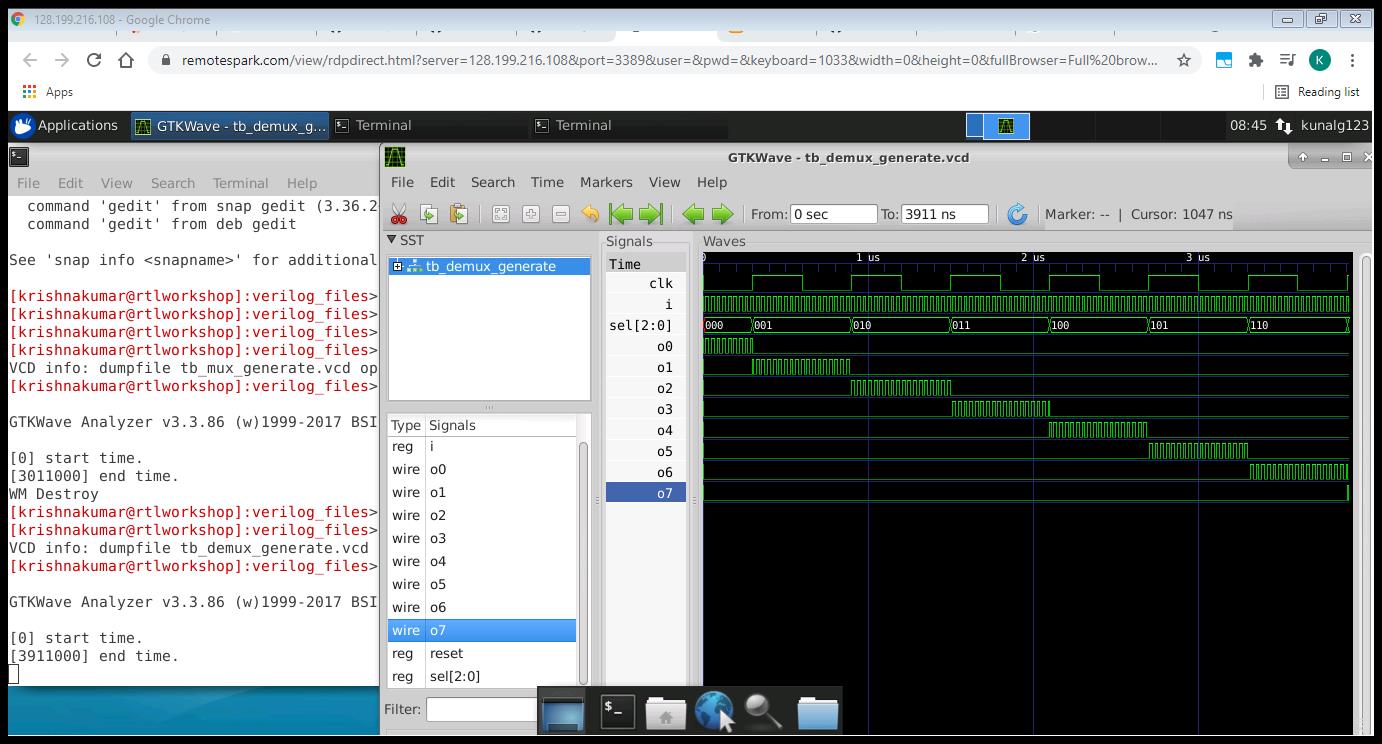 128.199.216.108 - Google Chrome
remotespark.com/view/rdpdirect.html?server=128.199.216.108&port=3389&user=&pwd=&keyboard=1033&width=0&height=0&fullBrowser=Full%20brow...
K
Apps
Reading list
Applications
GTKWave - tb_demux_g...
Terminal
Terminal
08:45
kunalg123
File Edit View Search Terminal Help
command 'gedit' from snap gedit (3.36.2
command 'gedit' from deb gedit
See 'snap info <snapname>' for additional
[krishnakumar@rtlworkshop]:verilog_files>
[krishnakumar@rtlworkshop]:verilog_files>
[krishnakumar@rtlworkshop]:verilog_files>
[krishnakumar@rtlworkshop]:verilog_files>
VCD info: dumpfile tb_mux_generate.vcd op
[krishnakumar@rtlworkshop]:verilog_files>
GTKWave Analyzer v3.3.86 (w)1999-2017 BSI
[0] start time.
[3011000] end time.
WM Destroy
[krishnakumar@rtlworkshop]:verilog_files>
[krishnakumar@rtlworkshop]:verilog_files>
VCD info: dumpfile tb_demux_generate.vcd
[krishnakumar@rtlworkshop]:verilog_files>
GTKWave Analyzer v3.3.86 (w)1999-2017 BSI
[0] start time.
[3911000] end time.
GTKWave - tb_demux_generate.vcd
File Edit Search Time Markers View Help
From: 0 sec To: 3911 ns Marker: -- | Cursor: 1047 ns
SST
tb_demux_generate
Type Signals
reg i
wire o0
wire o1
wire o2
wire o3
wire o4
wire o5
wire o6
wire o7
reg reset
reg sel[2:0]
Filter:
Signals
Time
clk
i
sel[2:0]
o0
o1
o2
o3
o4
o5
o6
o7
Waves
0 1 us 2 us 3 us
000 001 010 011 100 101 110
$_